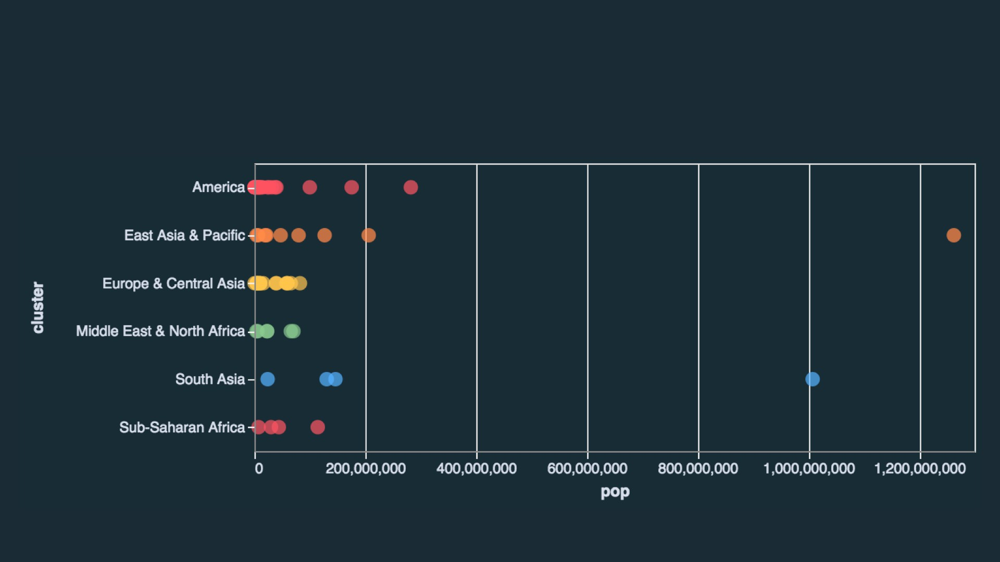 America
East Asia & Pacific
Europe & Central Asia
Middle East & North Africa
South Asia
Sub-Saharan Africa
cluster
0 200,000,000 400,000,000 600,000,000 800,000,000 1,000,000,000 1,200,000,000
pop